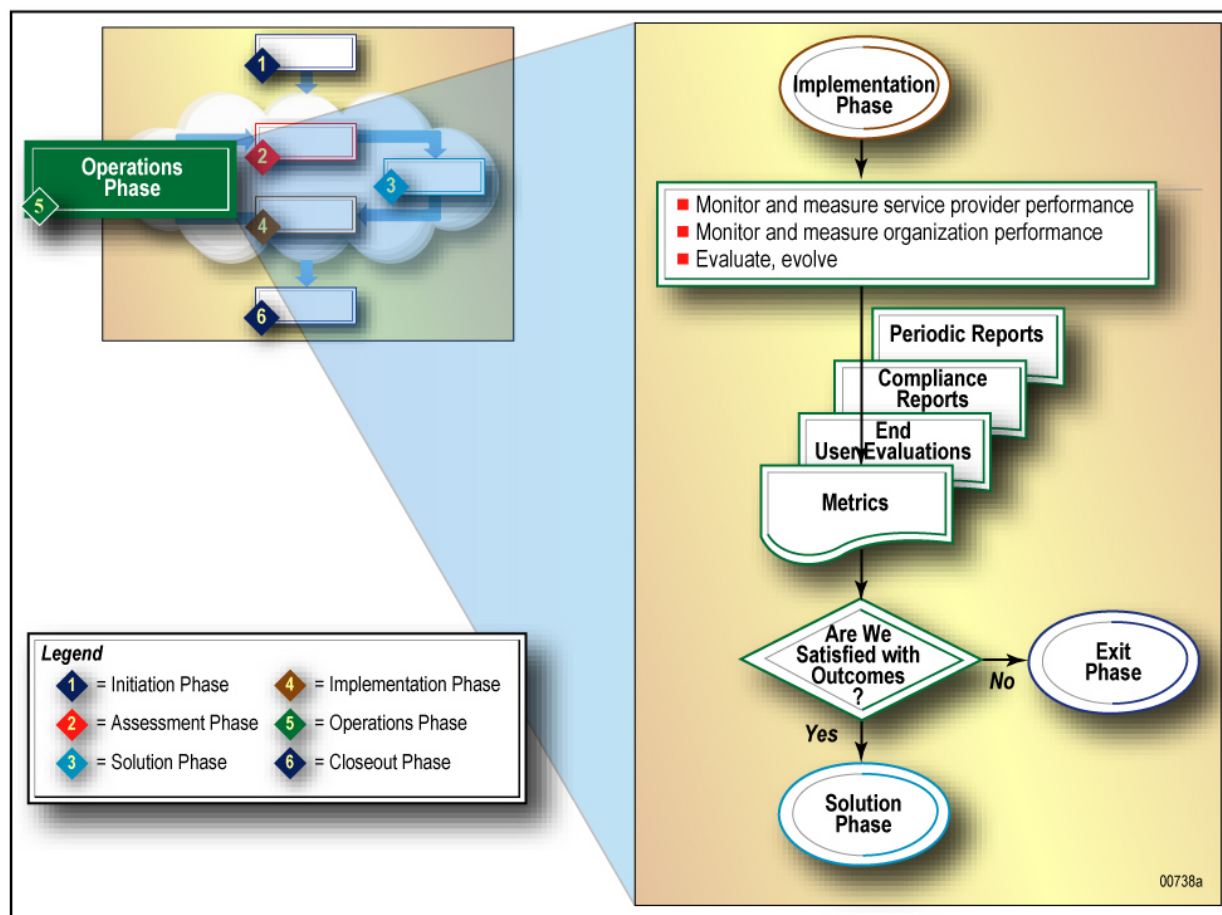 1
2
3
4
Operations
Phase
5
6
Implementation
Phase
Monitor and measure service provider performance
Monitor and measure organization performance
Evaluate, evolve
Periodic Reports
Compliance
Reports
End
User Evaluations
Metrics
Are We
Satisfied with
Outcomes
?
No
Exit
Phase
Yes
Solution
Phase
00738a
Legend
1 = Initiation Phase
2 = Assessment Phase
3 = Solution Phase
4 = Implementation Phase
5 = Operations Phase
6 = Closeout Phase